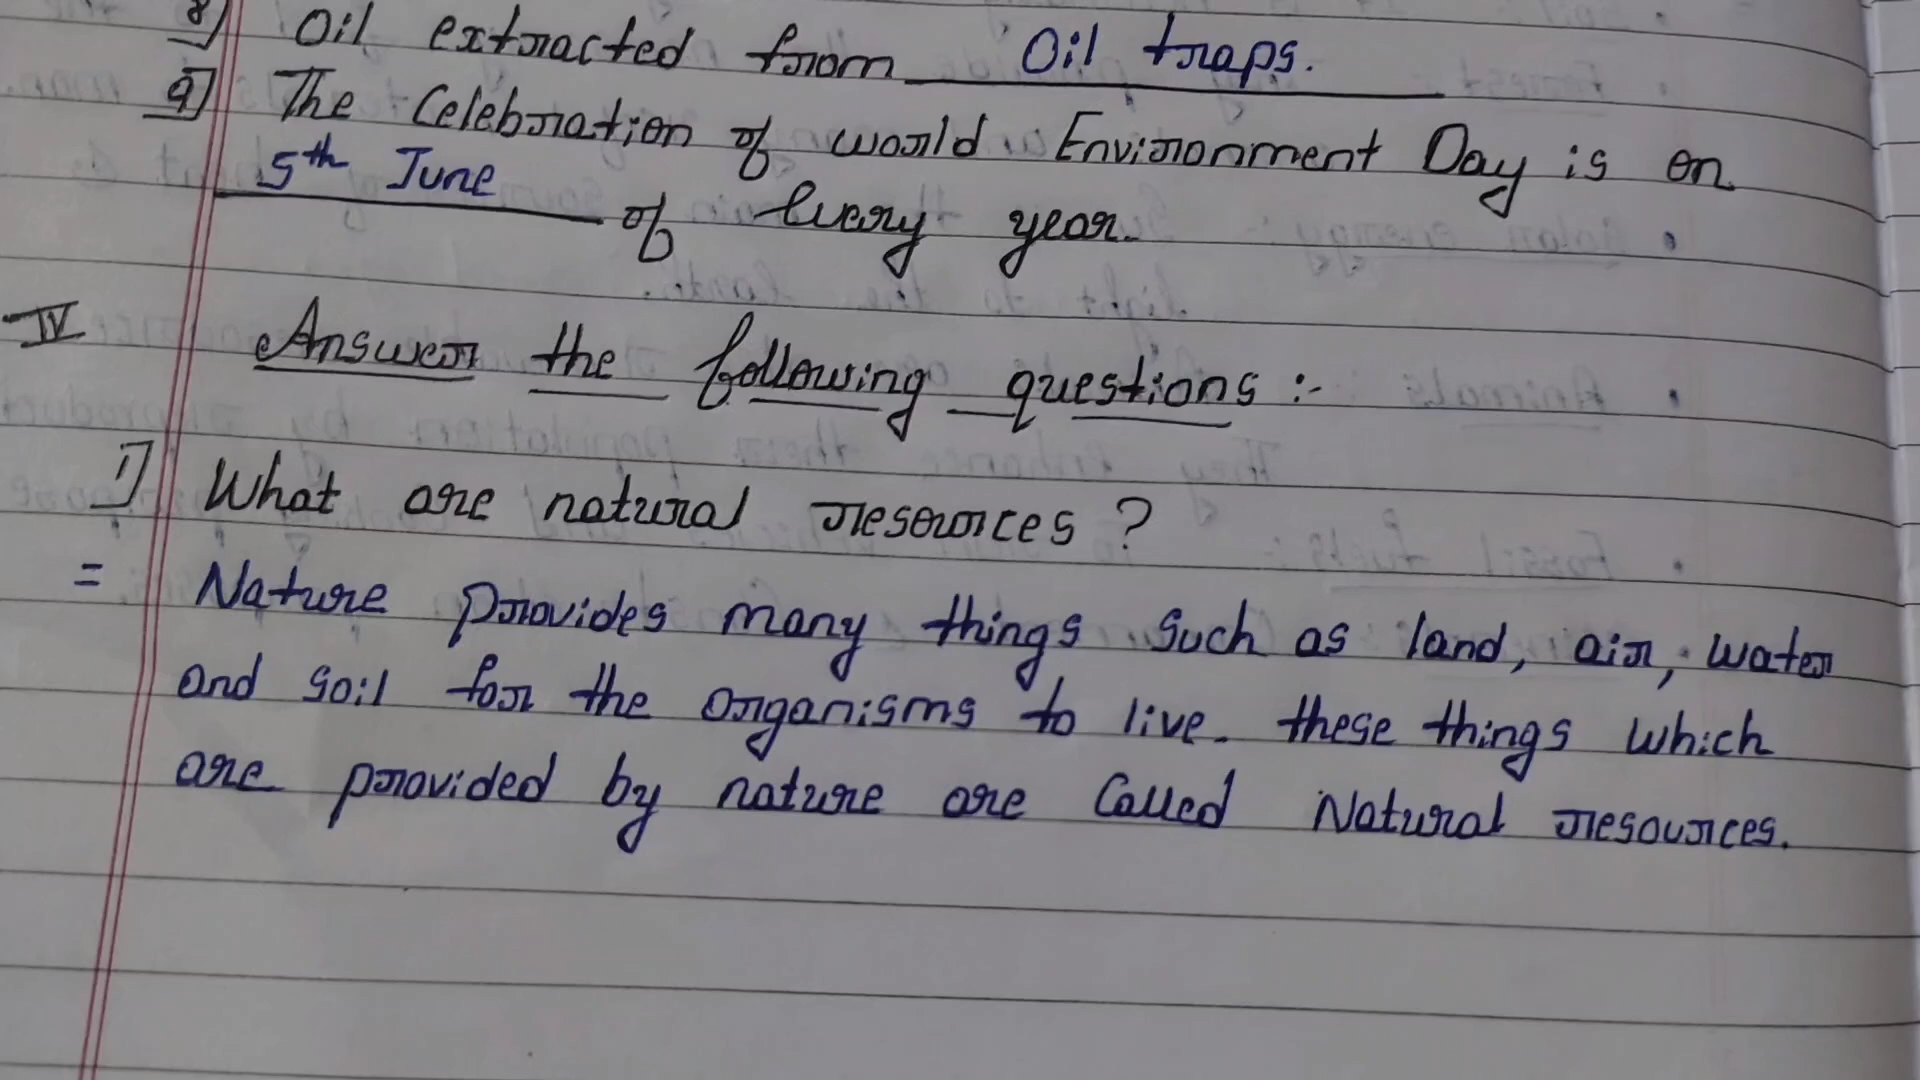 8) Oil extracted from Oil traps.
9) The Celebration of world Environment Day is on
5th June of Every year.
IV Answer the following questions :-
1) What are natural resources ?
= Nature provides many things such as land, air, water
and soil for the organisms to live. these things which
are provided by nature are Called Natural resources.